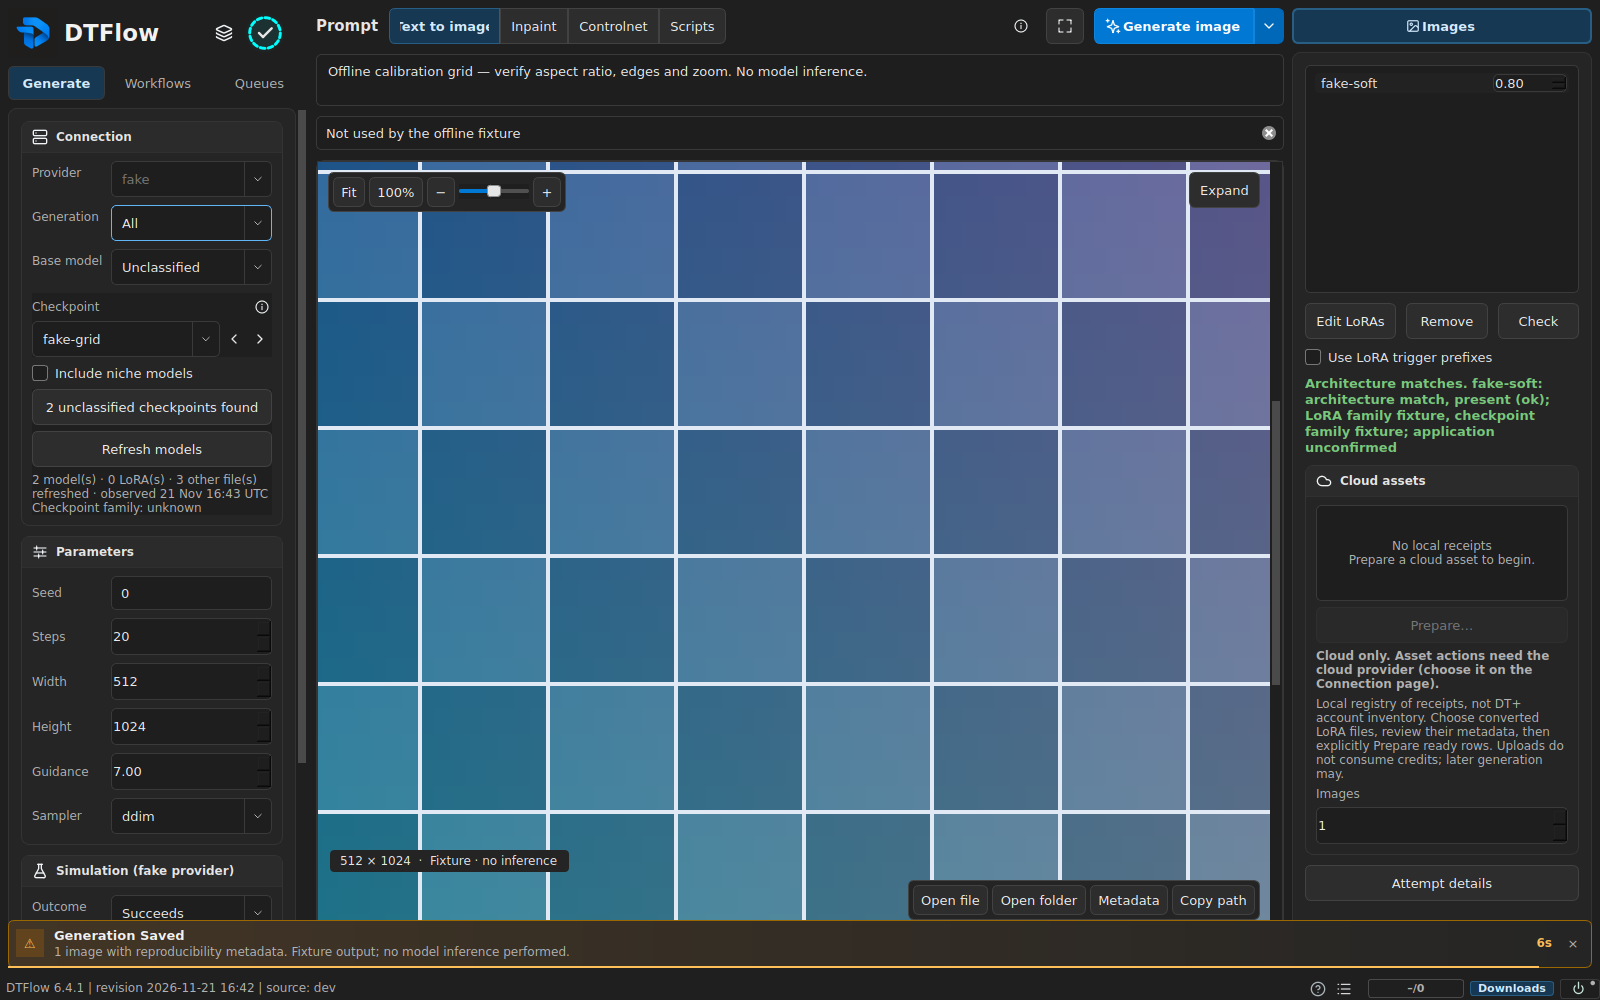 DTFlow
Generate
Workflows
Queues
Connection
Provider
fake
Generation
All
Base model
Unclassified
Checkpoint
fake-grid
Include niche models
2 unclassified checkpoints found
Refresh models
2 model(s) · 0 LoRA(s) · 3 other file(s)
refreshed · observed 21 Nov 16:43 UTC
Checkpoint family: unknown
Parameters
Seed
0
Steps
20
Width
512
Height
1024
Guidance
7.00
Sampler
ddim
Simulation (fake provider)
Outcome
Succeeds
Prompt
Text to image
Inpaint
Controlnet
Scripts
Generate image
Offline calibration grid — verify aspect ratio, edges and zoom. No model inference.
Not used by the offline fixture
Fit
100%
−
+
Expand
512 × 1024 · Fixture · no inference
Open file
Open folder
Metadata
Copy path
Images
fake-soft
0.80
Edit LoRAs
Remove
Check
Use LoRA trigger prefixes
Architecture matches. fake-soft:
architecture match, present (ok);
LoRA family fixture, checkpoint
family fixture; application
unconfirmed
Cloud assets
No local receipts
Prepare a cloud asset to begin.
Prepare...
Cloud only. Asset actions need the
cloud provider (choose it on the
Connection page).
Local registry of receipts, not DT+
account inventory. Choose converted
LoRA files, review their metadata, then
explicitly Prepare ready rows. Uploads do
not consume credits; later generation
may.
Images
1
Attempt details
Generation Saved
1 image with reproducibility metadata. Fixture output; no model inference performed.
6s
×
DTFlow 6.4.1 | revision 2026-11-21 16:42 | source: dev
–/0
Downloads